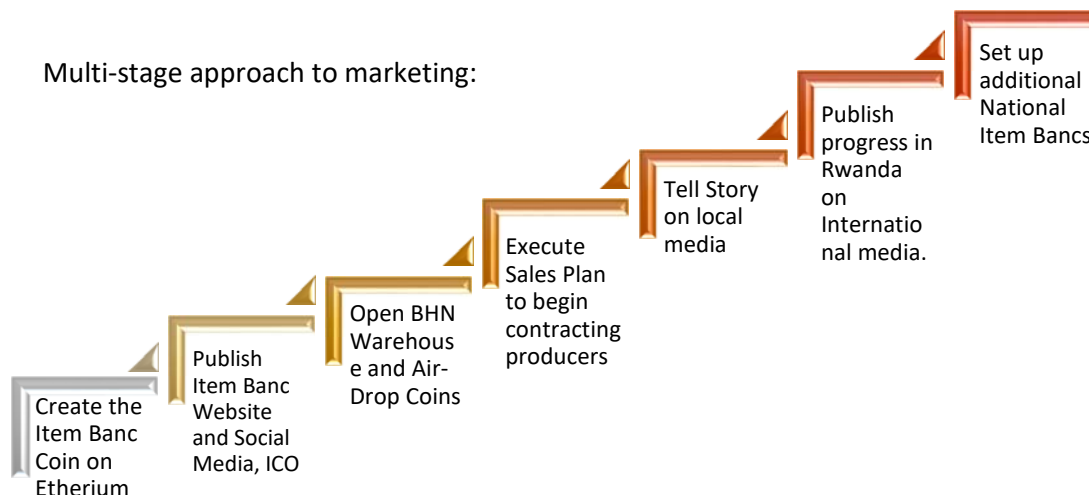 Multi-stage approach to marketing:
Create the
Item Banc
Coin on
Etherium
Publish
Item Banc
Website
and Social
Media, ICO
Open BHN
Warehous
e and Air-
Drop Coins
Execute
Sales Plan
to begin
contracting
producers
Tell Story
on local
media
Publish
progress in
Rwanda
on
Internatio
nal media.
Set up
additional
National
Item Bancs